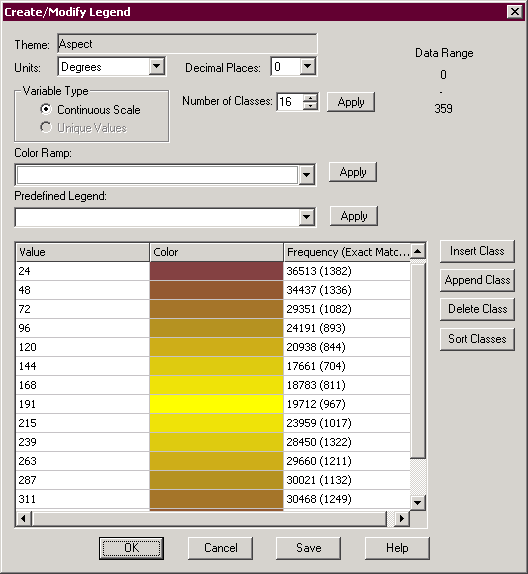 Create/Modify Legend
Theme: Aspect
Data Range
Units: Degrees Decimal Places: 0
0
Variable Type
-
Continuous Scale Number of Classes: 16 Apply
359
Unique Values
Color Ramp:
Apply
Predefined Legend:
Apply
Value Color Frequency (Exact Matc... Insert Class
24 36513 (1382)
48 34437 (1336) Append Class
72 29351 (1082) Delete Class
96 24191 (893)
120 20938 (844) Sort Classes
144 17661 (704)
168 18783 (811)
191 19712 (967)
215 23959 (1017)
239 28450 (1322)
263 29660 (1211)
287 30021 (1132)
311 30468 (1249)
OK Cancel Save Help